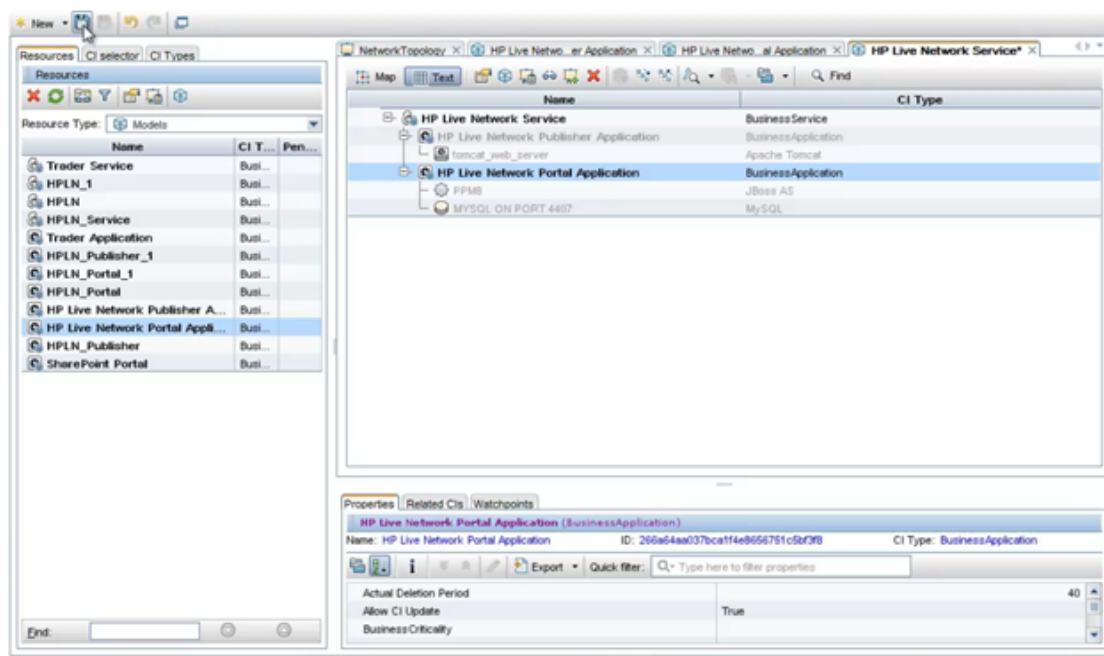 New
Resources CI selector CI Types
Resources
Resource Type: Models
Name CI T... Pen...
Trader Service Busi...
HPLN_1 Busi...
HPLN Busi...
HPLN_Service Busi...
Trader Application Busi...
HPLN_Publisher_1 Busi...
HPLN_Portal_1 Busi...
HPLN_Portal Busi...
HP Live Network Publisher A... Busi...
HP Live Network Portal Appli... Busi...
HPLN_Publisher Busi...
SharePoint Portal Busi...
Find:
NetworkTopology HP Live Netwo...er Application HP Live Netwo...al Application HP Live Network Service*
Map Text Find
Name CI Type
HP Live Network Service BusinessService
HP Live Network Publisher Application BusinessApplication
tomcat_web_server Apache Tomcat
HP Live Network Portal Application BusinessApplication
PPM8 JBoss AS
MYSQL ON PORT 4407 MySQL
Properties Related CIs Watchpoints
HP Live Network Portal Application (BusinessApplication)
Name: HP Live Network Portal Application ID: 266a64aa037bca1f4e8656751c5bf3f8 CI Type: BusinessApplication
Export Quick filter: Type here to filter properties
Actual Deletion Period 40
Allow CI Update True
BusinessCriticality